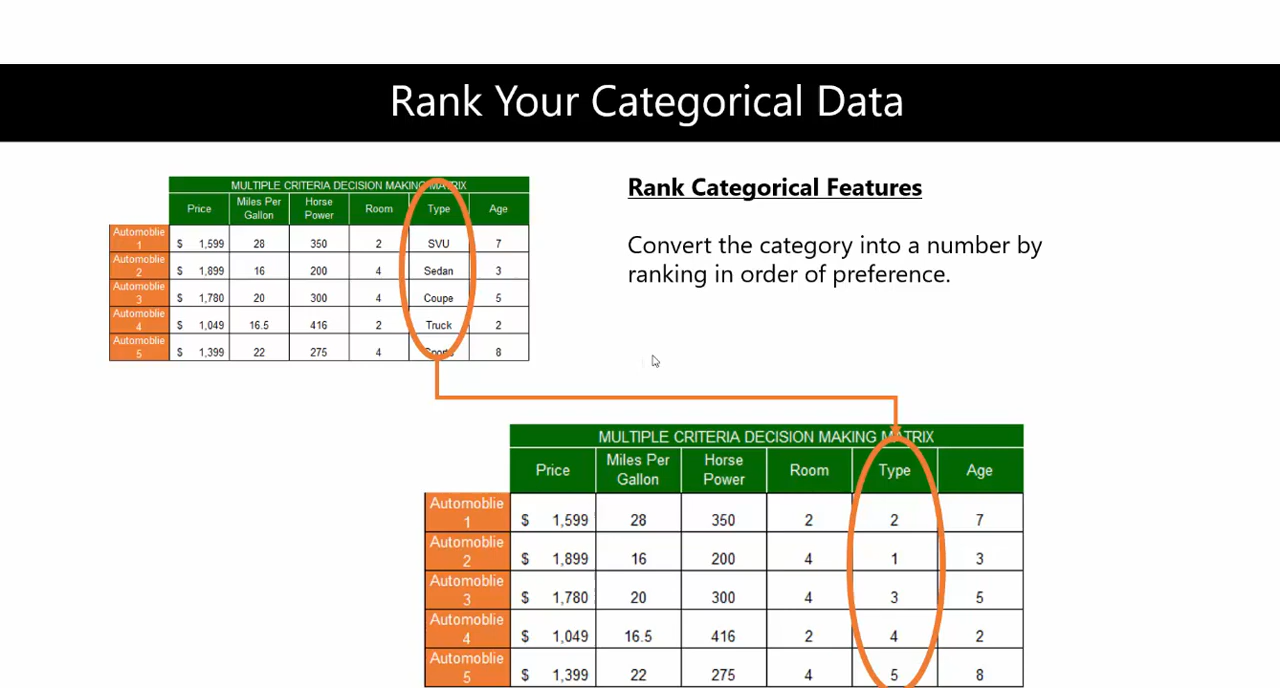 Rank Your Categorical Data
MULTIPLE CRITERIA DECISION MAKING MATRIX
Price Miles Per Gallon Horse Power Room Type Age
Automoblie 1 $ 1,599 28 350 2 SVU 7
Automoblie 2 $ 1,899 16 200 4 Sedan 3
Automoblie 3 $ 1,780 20 300 4 Coupe 5
Automoblie 4 $ 1,049 16.5 416 2 Truck 2
Automoblie 5 $ 1,399 22 275 4 Sports 8
Rank Categorical Features
Convert the category into a number by
ranking in order of preference.
MULTIPLE CRITERIA DECISION MAKING MATRIX
Price Miles Per Gallon Horse Power Room Type Age
Automoblie 1 $ 1,599 28 350 2 2 7
Automoblie 2 $ 1,899 16 200 4 1 3
Automoblie 3 $ 1,780 20 300 4 3 5
Automoblie 4 $ 1,049 16.5 416 2 4 2
Automoblie 5 $ 1,399 22 275 4 5 8